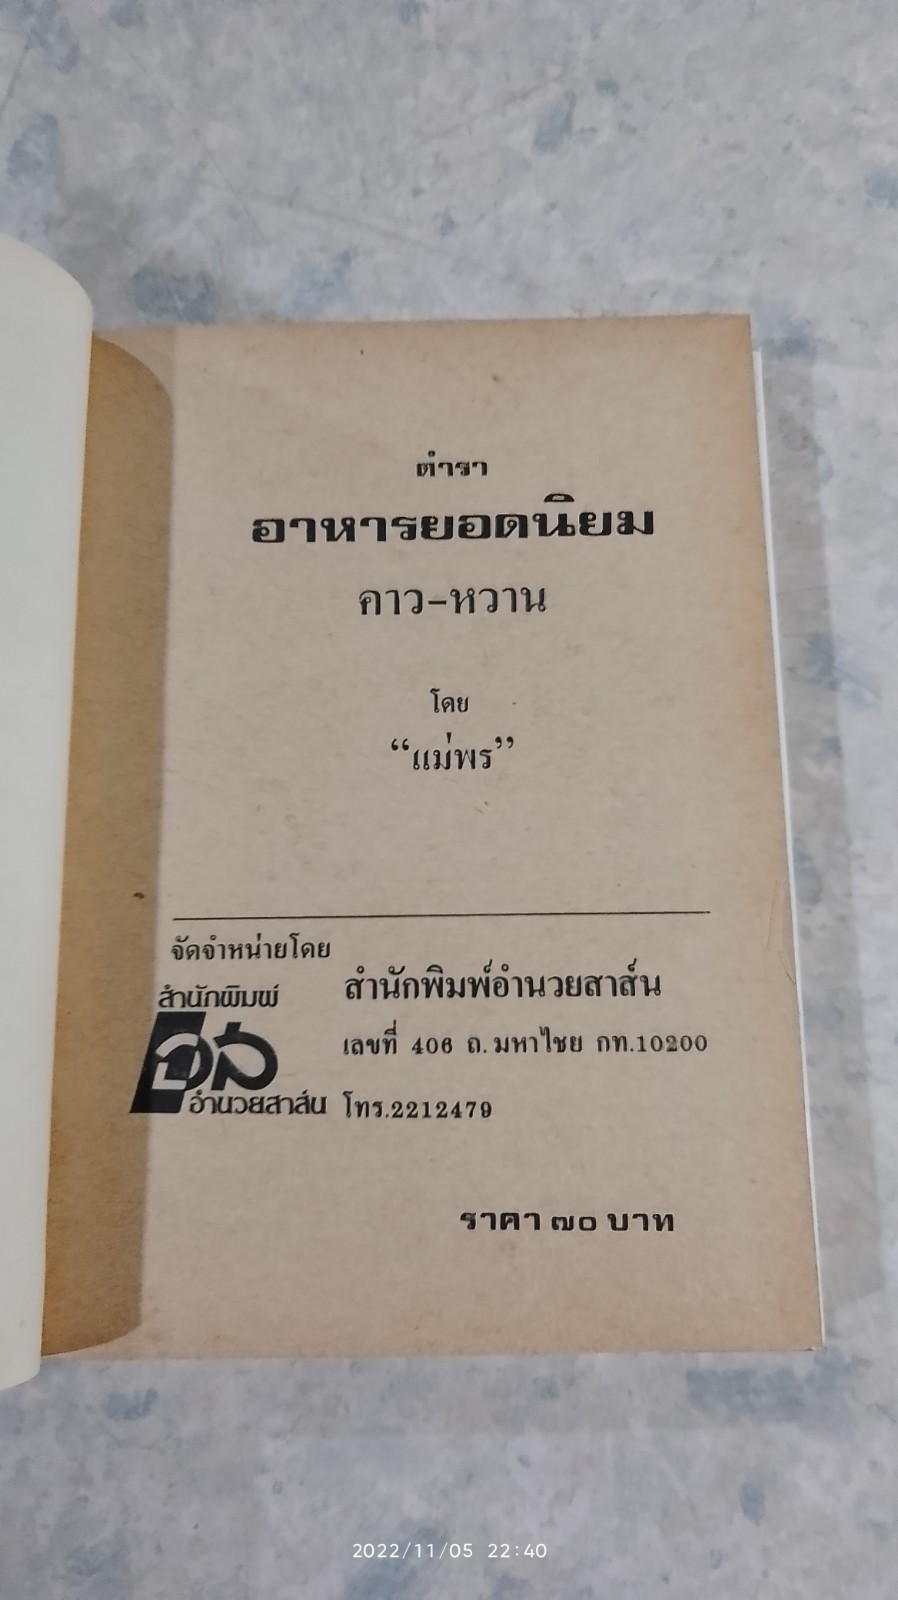 ตำรา
อาหารยอดนิยม
คาว-หวาน
โดย
“แม่พร”
จัดจำหน่ายโดย
สำนักพิมพ์
อส
อำนวยสาส์น
สำนักพิมพ์อำนวยสาส์น
เลขที่ 406 ถ.มหาไชย กท.10200
โทร.2212479
ราคา ๗๐ บาท
2022/11/05 22:40